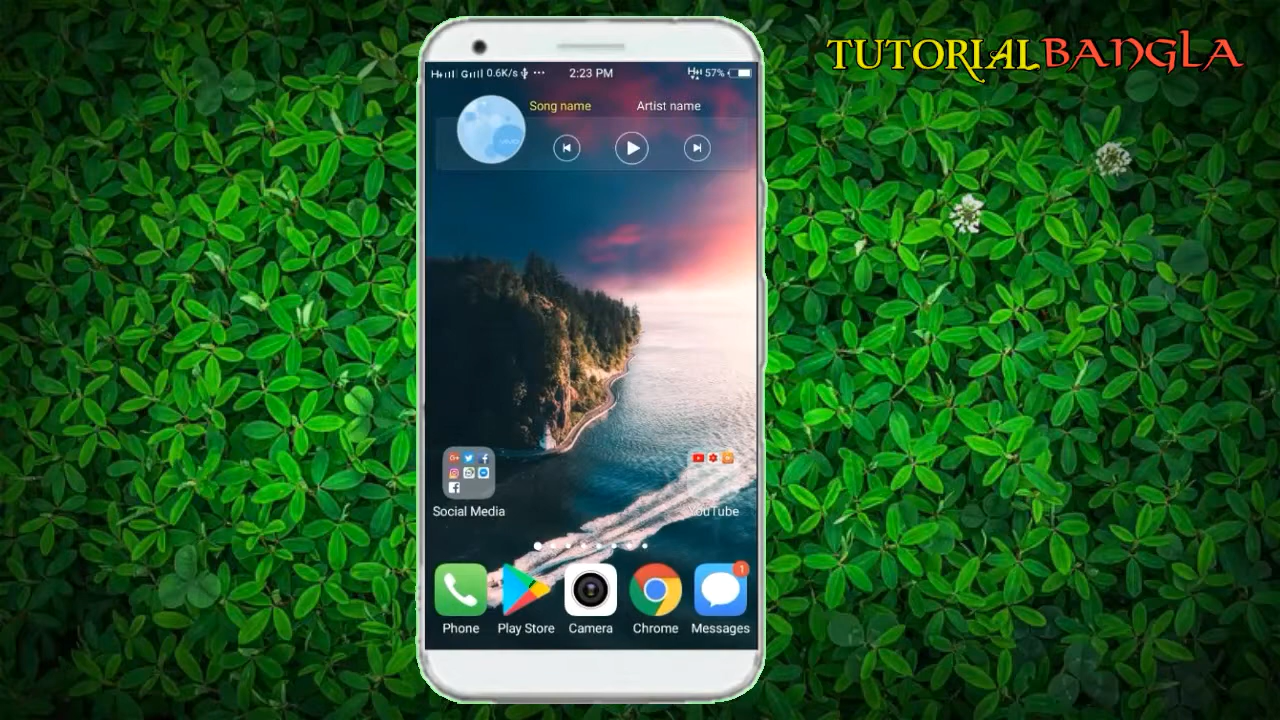 TUTORIALBANGLA
0.6K/s ... 2:23 PM H+ 57%
Song name Artist name
vivo
Social Media YouTube
1
Phone Play Store Camera Chrome Messages